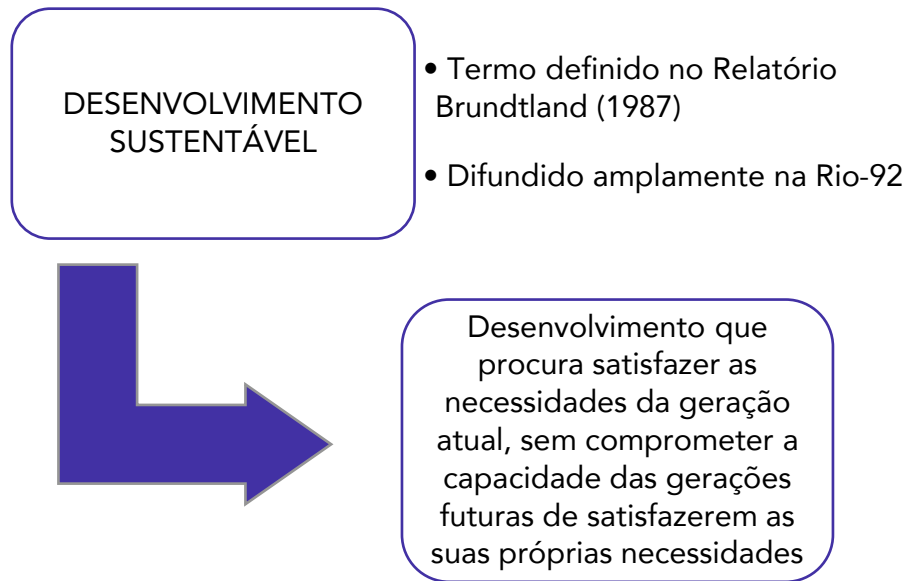 DESENVOLVIMENTO
SUSTENTÁVEL
• Termo definido no Relatório
Brundtland (1987)
• Difundido amplamente na Rio-92
Desenvolvimento que
procura satisfazer as
necessidades da geração
atual, sem comprometer a
capacidade das gerações
futuras de satisfazerem as
suas próprias necessidades